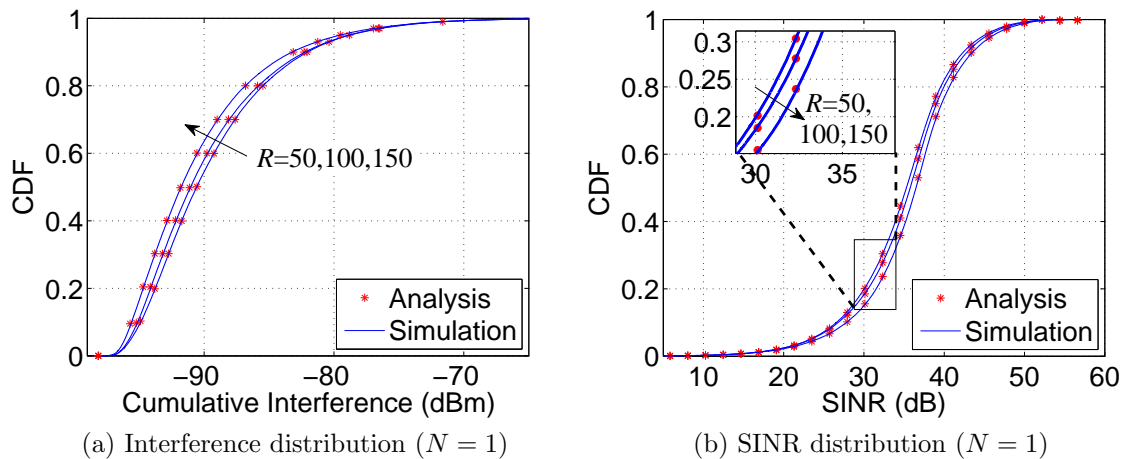 1
0.8
0.6
0.4
0.2
0
CDF
R=50,100,150
Analysis
Simulation
−90
−80
−70
Cumulative Interference (dBm)
(a) Interference distribution (N = 1)
1
0.8
0.6
0.4
0.2
0
CDF
0.3
0.25
0.2
30
35
R=50,
100,150
Analysis
Simulation
10
20
30
40
50
60
SINR (dB)
(b) SINR distribution (N = 1)